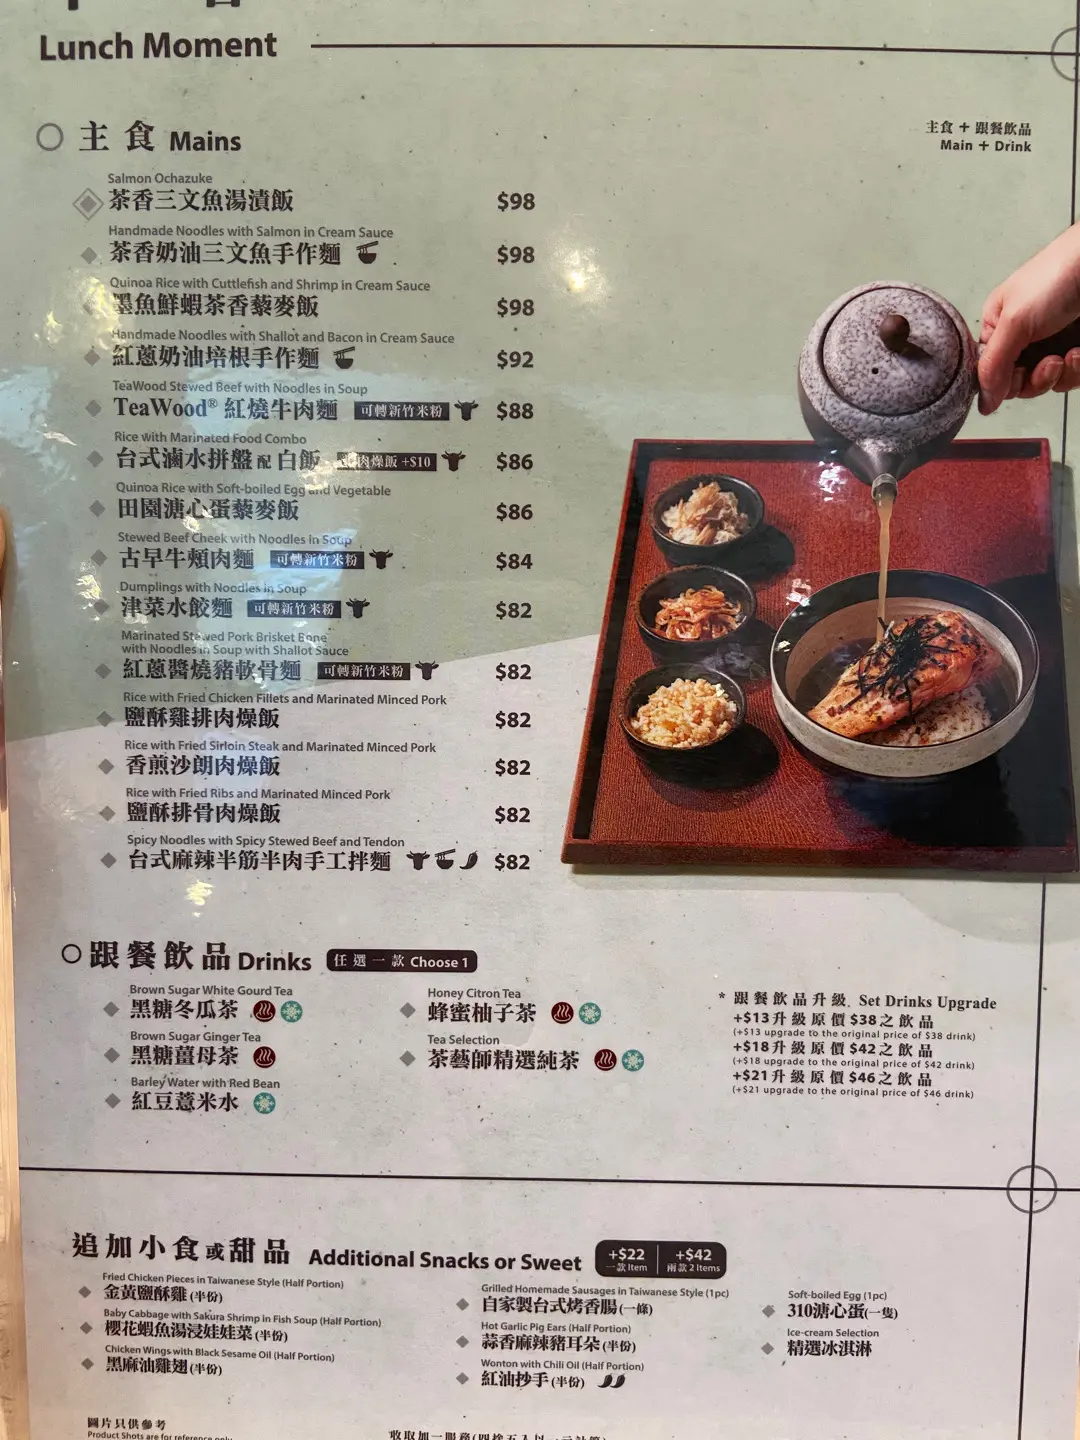 Lunch Moment
主食 Mains
主食 + 跟餐飲品
Main + Drink
Salmon Ochazuke
茶香三文魚湯漬飯 $98
Handmade Noodles with Salmon in Cream Sauce
茶香奶油三文魚手作麵 $98
Quinoa Rice with Cuttlefish and Shrimp in Cream Sauce
墨魚鮮蝦茶香藜麥飯 $98
Handmade Noodles with Shallot and Bacon in Cream Sauce
紅蔥奶油培根手作麵 $92
TeaWood Stewed Beef with Noodles in Soup
TeaWood® 紅燒牛肉麵 可轉新竹米粉 $88
Rice with Marinated Food Combo
台式滷水拼盤 配 白飯 肉燥飯 +$10 $86
Quinoa Rice with Soft-boiled Egg and Vegetable
田園溏心蛋藜麥飯 $86
Stewed Beef Cheek with Noodles in Soup
古早牛頰肉麵 可轉新竹米粉 $84
Dumplings with Noodles in Soup
津菜水餃麵 可轉新竹米粉 $82
Marinated Stewed Pork Brisket Bone
with Noodles in Soup with Shallot Sauce
紅蔥醬燒豬軟骨麵 可轉新竹米粉 $82
Rice with Fried Chicken Fillets and Marinated Minced Pork
鹽酥雞排肉燥飯 $82
Rice with Fried Sirloin Steak and Marinated Minced Pork
香煎沙朗肉燥飯 $82
Rice with Fried Ribs and Marinated Minced Pork
鹽酥排骨肉燥飯 $82
Spicy Noodles with Spicy Stewed Beef and Tendon
台式麻辣半筋半肉手工拌麵 $82
跟餐飲品 Drinks 任選一款 Choose 1
Brown Sugar White Gourd Tea
黑糖冬瓜茶
Brown Sugar Ginger Tea
黑糖薑母茶
Barley Water with Red Bean
紅豆薏米水
Honey Citron Tea
蜂蜜柚子茶
Tea Selection
茶藝師精選純茶
* 跟餐飲品升級 Set Drinks Upgrade
+$13升級原價$38之飲品
(+$13 upgrade to the original price of $38 drink)
+$18升級原價$42之飲品
(+$18 upgrade to the original price of $42 drink)
+$21升級原價$46之飲品
(+$21 upgrade to the original price of $46 drink)
追加小食或甜品 Additional Snacks or Sweet
+$22 +$42
一款 Item 兩款 2 Items
Fried Chicken Pieces in Taiwanese Style (Half Portion)
金黃鹽酥雞(半份)
Baby Cabbage with Sakura Shrimp in Fish Soup (Half Portion)
櫻花蝦魚湯浸娃娃菜(半份)
Chicken Wings with Black Sesame Oil (Half Portion)
黑麻油雞翅(半份)
Grilled Homemade Sausages in Taiwanese Style (1pc)
自家製台式烤香腸(一條)
Hot Garlic Pig Ears (Half Portion)
蒜香麻辣豬耳朵(半份)
Wonton with Chili Oil (Half Portion)
紅油抄手(半份)
Soft-boiled Egg (1pc)
310溏心蛋(一隻)
Ice-cream Selection
精選冰淇淋
圖片只供參考
Product Shots are for reference only